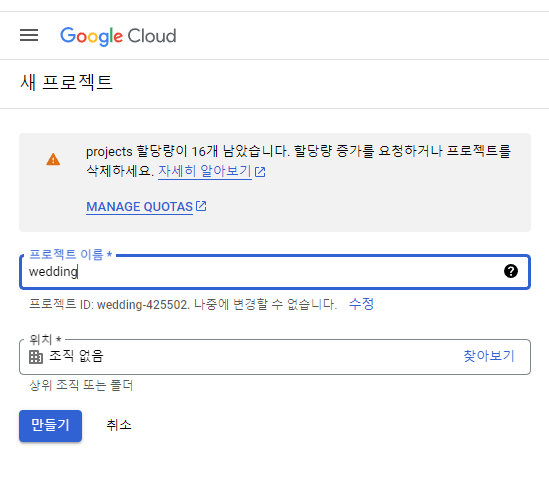 Google Cloud
새 프로젝트
projects 할당량이 16개 남았습니다. 할당량 증가를 요청하거나 프로젝트를
삭제하세요. 자세히 알아보기
MANAGE QUOTAS
프로젝트 이름 *
wedding
프로젝트 ID: wedding-425502. 나중에 변경할 수 없습니다. 수정
위치 *
조직 없음 찾아보기
상위 조직 또는 폴더
만들기 취소